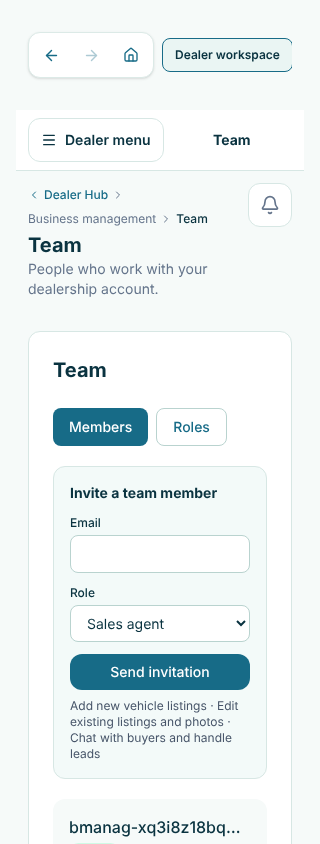 Dealer workspace
Dealer menu
Team
Dealer Hub
Business management
Team
Team
People who work with your
dealership account.
Team
Members
Roles
Invite a team member
Email
Role
Sales agent
Send invitation
Add new vehicle listings · Edit
existing listings and photos ·
Chat with buyers and handle
leads
bmanag-xq3i8z18bq...